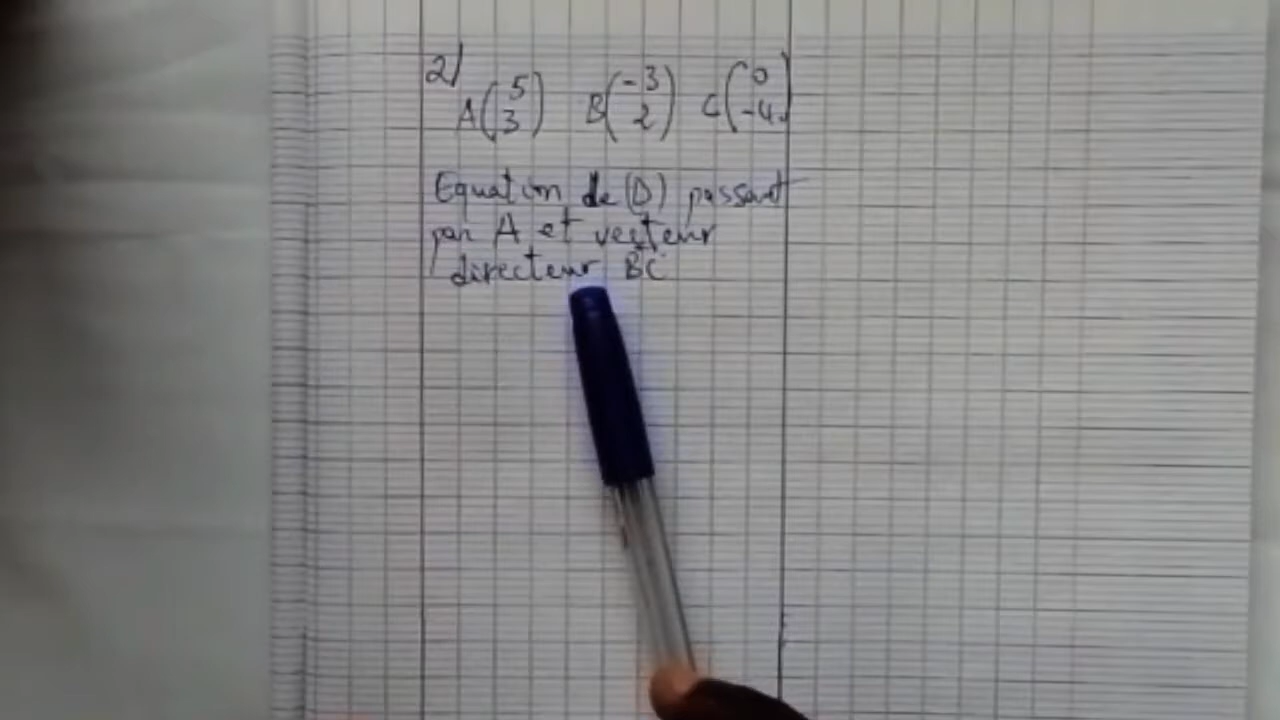 2/
A(5 3) B(-3 2) C(0 -4)
Equation de (D) passant
par A et vecteur
directeur BC